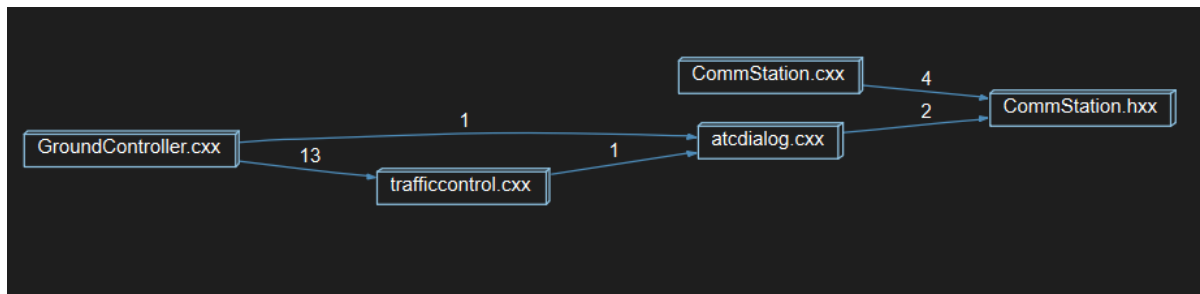 CommStation.cxx
4
CommStation.hxx
1
2
GroundController.cxx
atcdialog.cxx
13
1
trafficcontrol.cxx